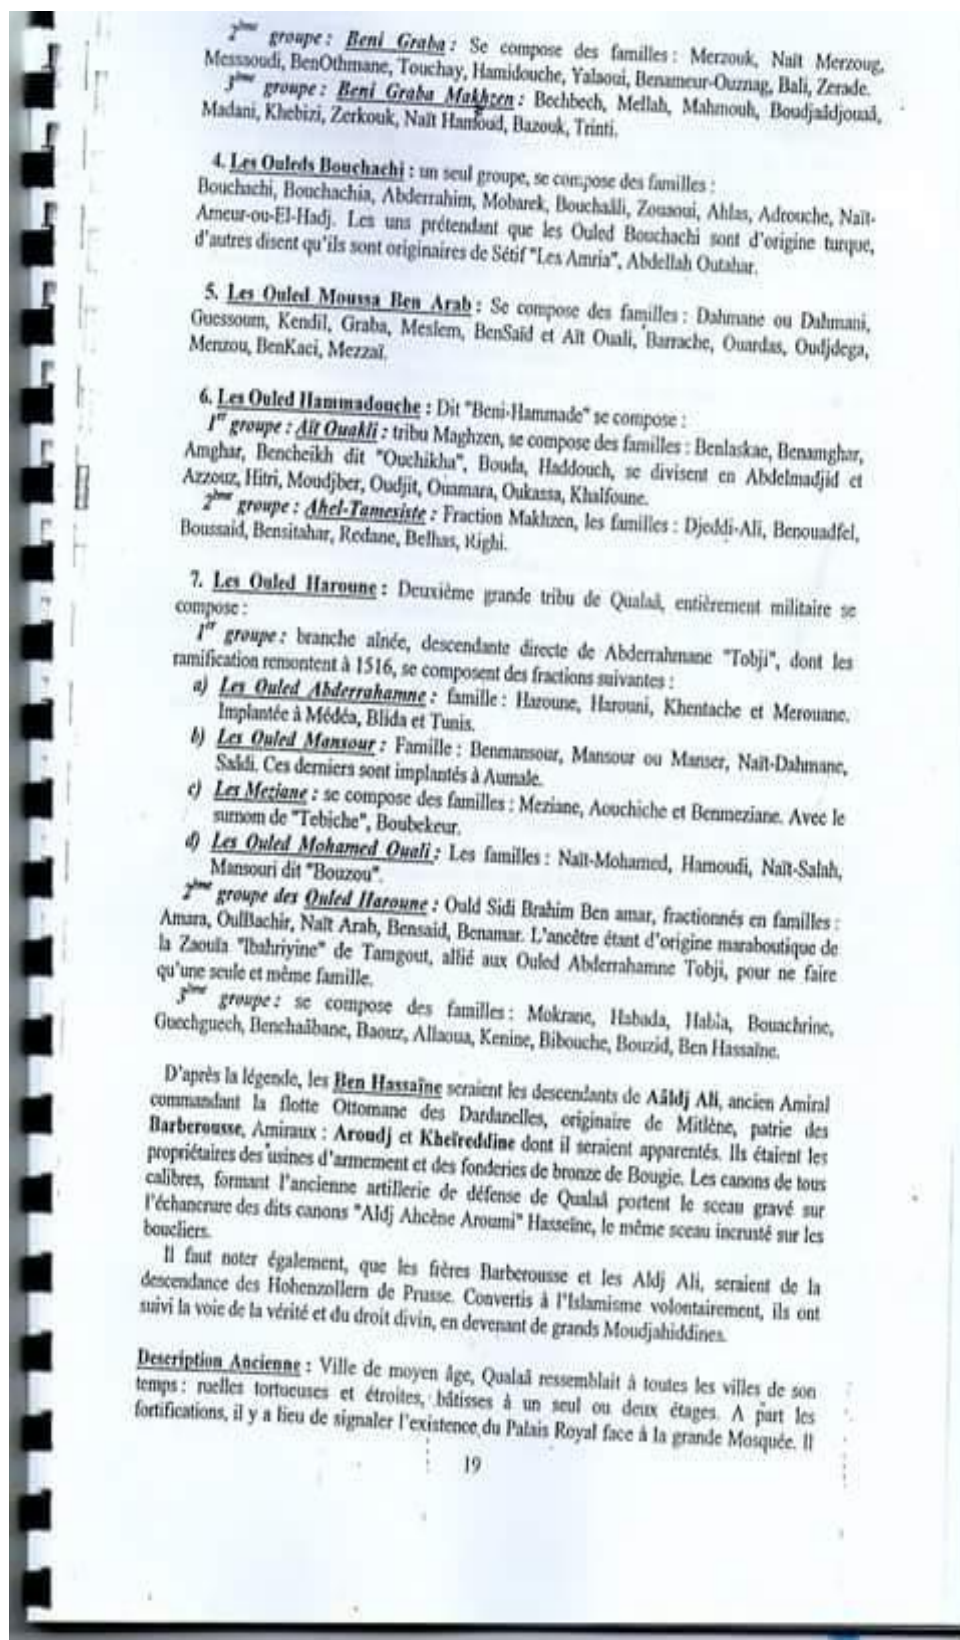 2ème groupe : Beni Graba : Se compose des familles : Merzouk, Naït Merzoug,
Messaoudi, BenOthmane, Touchay, Hamidouche, Yalaoui, Benameur-Ouznag, Bali, Zerade.
3ème groupe : Beni Graba Makhzen : Bechbech, Mellah, Mahmouh, Boudjaâdjouaâ,
Madani, Khebizi, Zerkouk, Naït Hamoud, Bazouk, Trinti.
4. Les Ouleds Bouchachi : un seul groupe, se compose des familles :
Bouchachi, Bouchachia, Abderrahim, Mobarek, Bouchaâli, Zouaoui, Ahlas, Adrouche, Naït-
Ameur-ou-El-Hadj. Les uns prétendant que les Ouled Bouchachi sont d'origine turque,
d'autres disent qu'ils sont originaires de Sétif "Les Amria", Abdellah Outahar.
5. Les Ouled Moussa Ben Arab : Se compose des familles : Dahmane ou Dahmani,
Guessoum, Kendil, Graba, Meslem, BenSaïd et Aït Ouali, Barrache, Ouardas, Oudjdega,
Menzou, BenKaci, Mezzaï.
6. Les Ouled Hammadouche : Dit "Beni-Hammade" se compose :
1er groupe : Aït Ouakli : tribu Maghzen, se compose des familles : Benlaskae, Benamghar,
Amghar, Bencheikh dit "Ouchikha", Bouda, Haddouch, se divisent en Abdelmadjid et
Azzouz, Hitri, Moudjber, Oudjit, Ouamara, Oukassa, Khalfoune.
2ème groupe : Ahel-Tamesiste : Fraction Makhzen, les familles : Djeddi-Ali, Benouadfel,
Boussaid, Bensitahar, Redane, Belhas, Righi.
7. Les Ouled Haroune : Deuxième grande tribu de Qualaâ, entièrement militaire se
compose :
1er groupe : branche aînée, descendante directe de Abderrahmane "Tobji", dont les
ramification remontent à 1516, se composent des fractions suivantes :
a) Les Ouled Abderrahamne : famille : Haroune, Harouni, Khentache et Merouane.
Implantée à Médéa, Blida et Tunis.
b) Les Ouled Mansour : Famille : Benmansour, Mansour ou Manser, Naït-Dahmane,
Saïdi. Ces derniers sont implantés à Aumale.
c) Les Meziane : se compose des familles : Meziane, Aouchiche et Benmeziane. Avec le
surnom de "Tebiche", Boubekeur.
d) Les Ouled Mohamed Ouali : Les familles : Naït-Mohamed, Hamoudi, Naït-Salah,
Mansouri dit "Bouzou".
2ème groupe des Ouled Haroune : Ould Sidi Brahim Ben amar, fractionnés en familles :
Amara, OulBachir, Naït Arab, Bensaid, Benamar. L'ancêtre étant d'origine maraboutique de
la Zaouïa "Ibahriyine" de Tamgout, allié aux Ouled Abderrahamne Tobji, pour ne faire
qu'une seule et même famille.
3ème groupe : se compose des familles : Mokrane, Habada, Habia, Bouachrine,
Guechguech, Benchaïbane, Baouz, Allaoua, Kenine, Bibouche, Bouzid, Ben Hassaïne.
D'après la légende, les Ben Hassaïne seraient les descendants de Aâldj Ali, ancien Amiral
commandant la flotte Ottomane des Dardanelles, originaire de Mitlène, patrie des
Barberousse, Amiraux : Aroudj et Kheïreddine dont il seraient apparentés. Ils étaient les
propriétaires des usines d'armement et des fonderies de bronze de Bougie. Les canons de tous
calibres, formant l'ancienne artillerie de défense de Qualaâ portent le sceau gravé sur
l'échancrure des dits canons "Aldj Ahcène Aroumi" Hasseïne, le même sceau incrusté sur les
boucliers.
Il faut noter également, que les frères Barberousse et les Aldj Ali, seraient de la
descendance des Hohenzollern de Prusse. Convertis à l'Islamisme volontairement, ils ont
suivi la voie de la vérité et du droit divin, en devenant de grands Moudjahiddines.
Description Ancienne : Ville de moyen âge, Qualaâ ressemblait à toutes les villes de son
temps : ruelles tortueuses et étroites, bâtisses à un seul ou deux étages. A part les
fortifications, il y a lieu de signaler l'existence du Palais Royal face à la grande Mosquée. Il
19